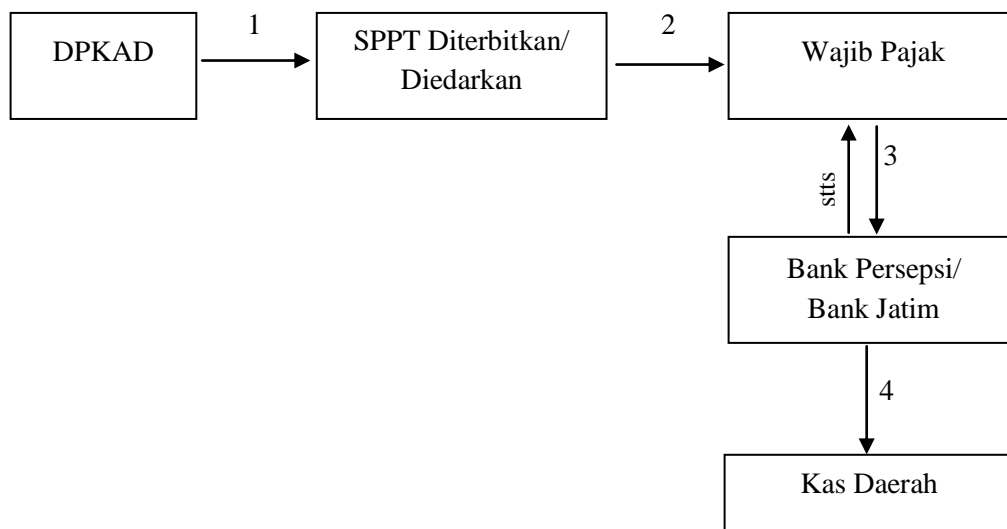 DPKAD
1
SPPT Diterbitkan/
Diedarkan
2
Wajib Pajak
stts
3
Bank Persepsi/
Bank Jatim
4
Kas Daerah